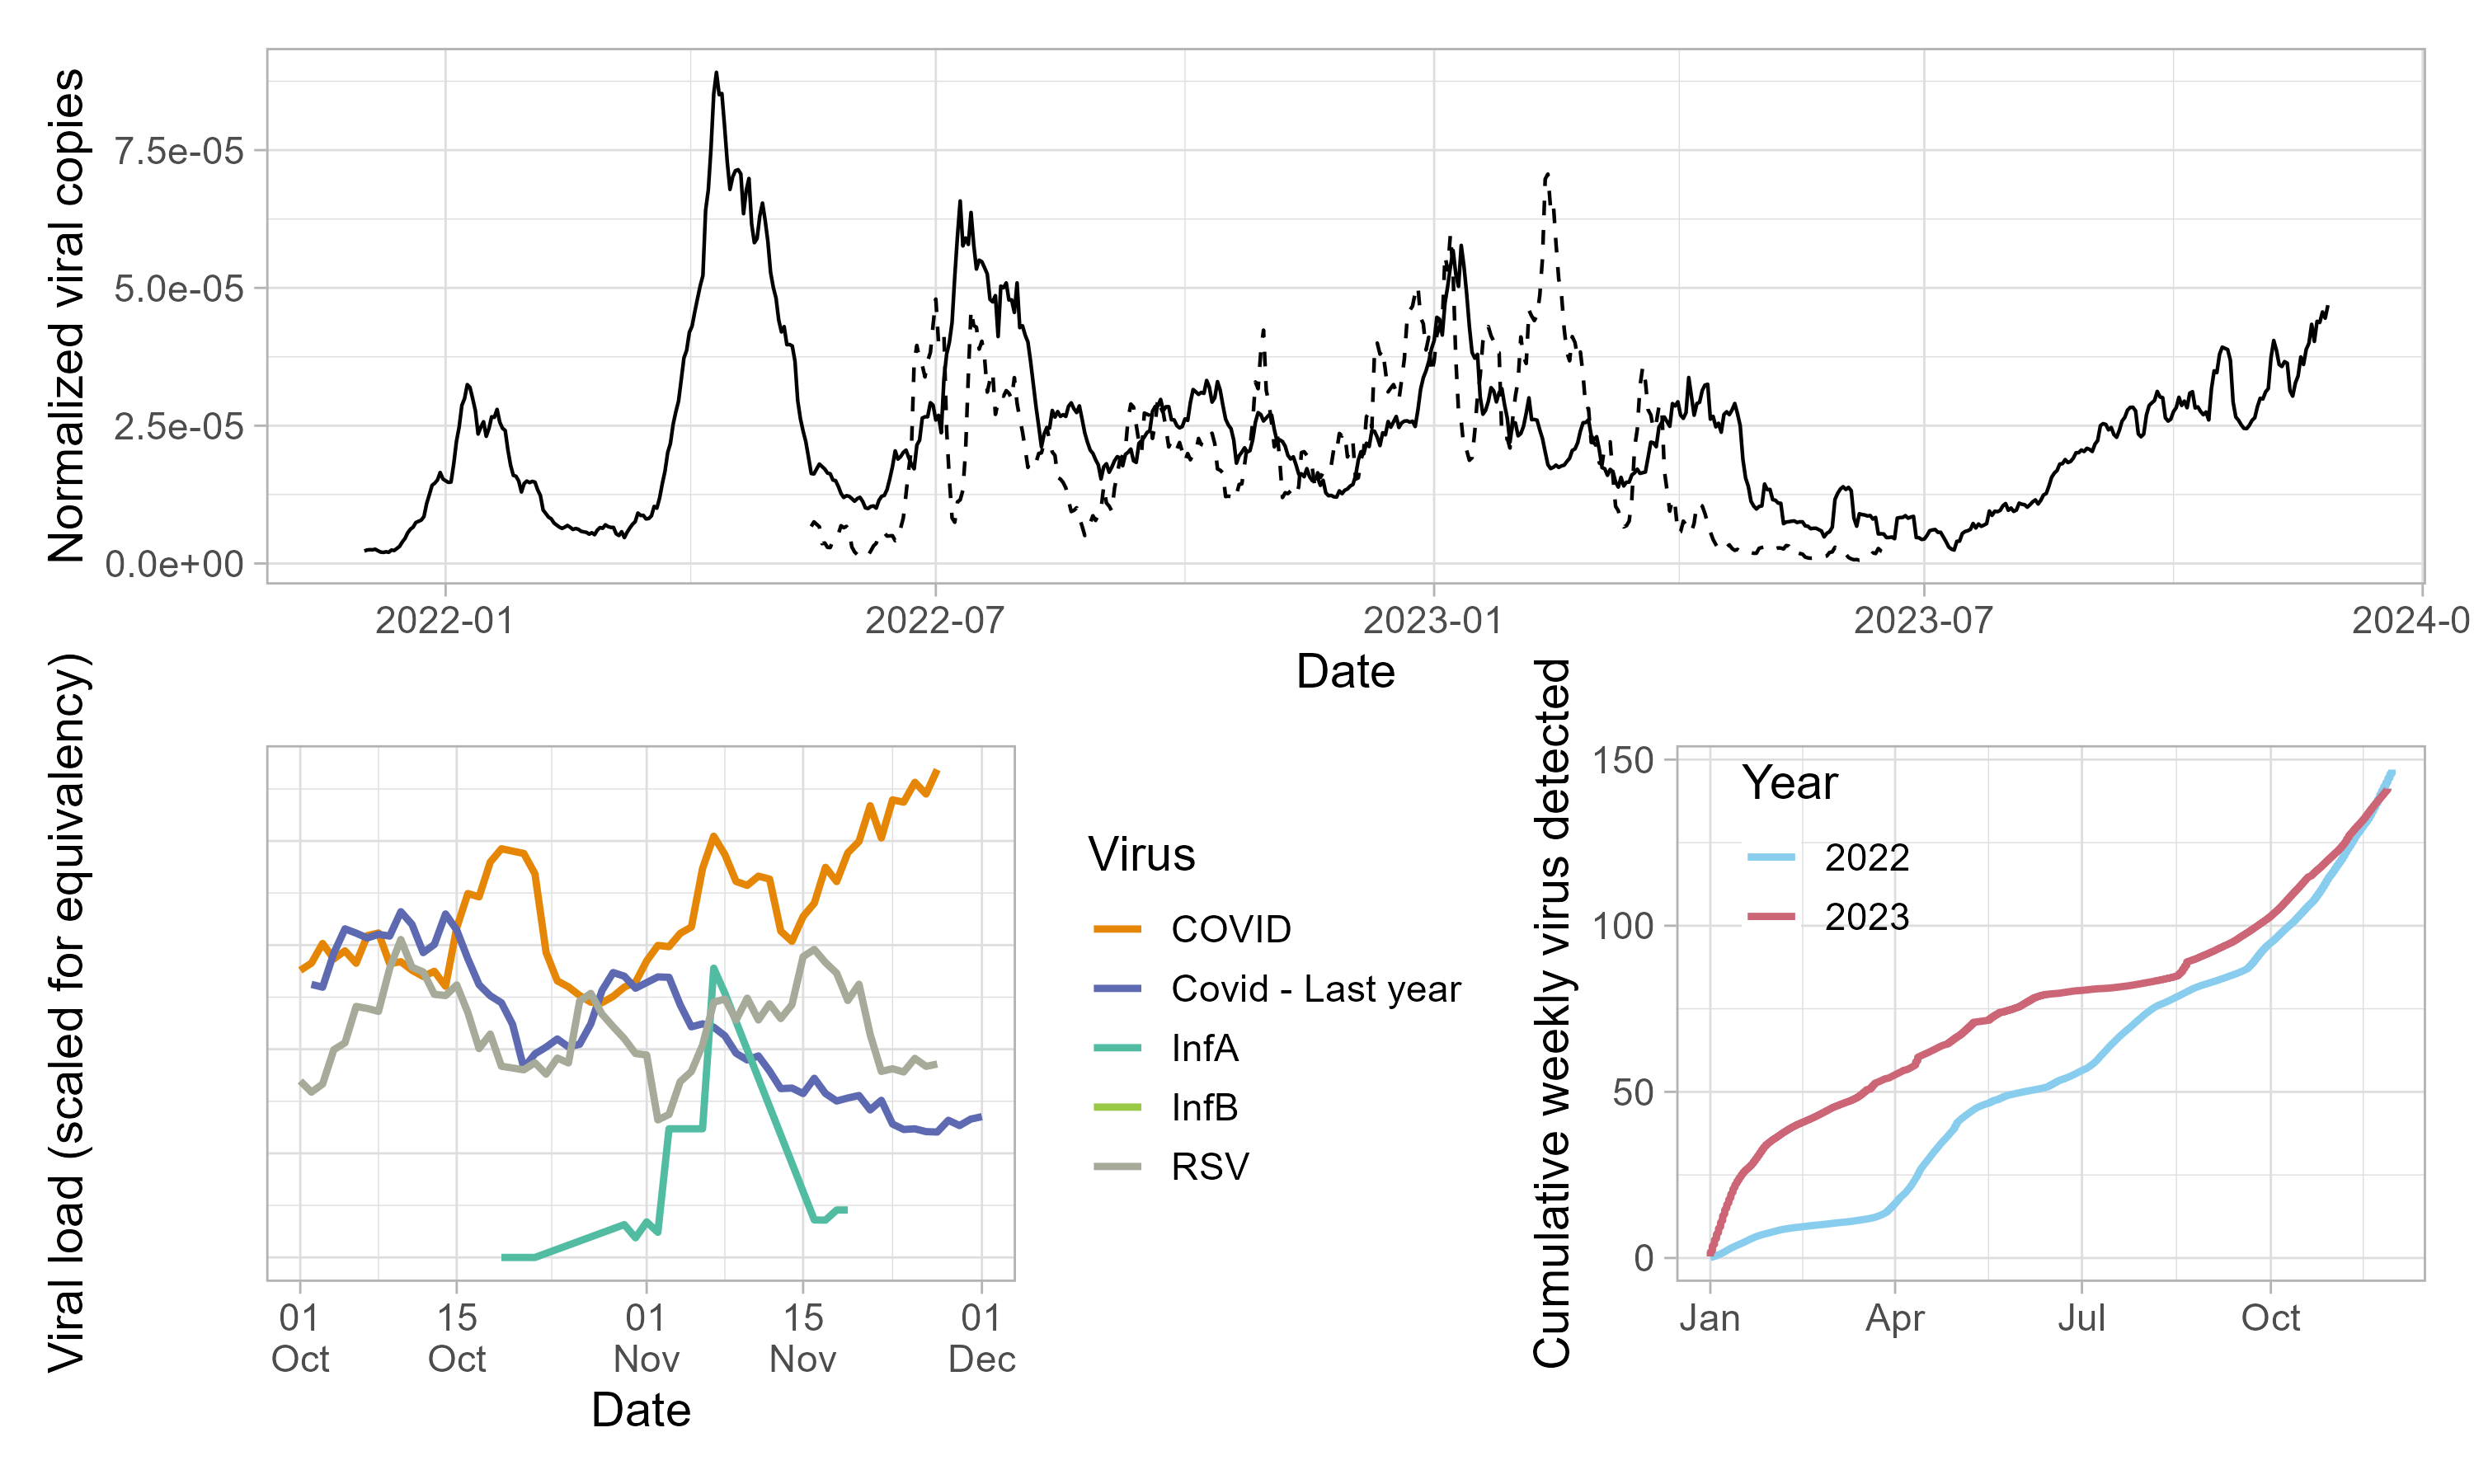 Normalized viral copies
7.5e-05
5.0e-05
2.5e-05
0.0e+00
2022-01
2022-07
2023-01
2023-07
2024-0
Date
Viral load (scaled for equivalency)
01
Oct
15
Oct
01
Nov
15
Nov
01
Dec
Date
Virus
COVID
Covid - Last year
InfA
InfB
RSV
Cumulative weekly virus detected
150
100
50
0
Year
2022
2023
Jan
Apr
Jul
Oct